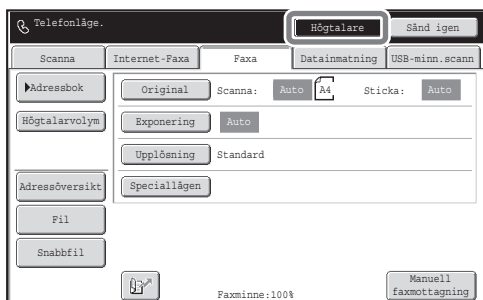 Telefonläge.
Högtalare
Sänd igen
Scanna
Internet-Faxa
Faxa
Datainmatning
USB-minn.scann
Adressbok
Original
Scanna:
Auto
A4
Sticka:
Auto
Högtalarvolym
Exponering
Auto
Upplösning
Standard
Adressöversikt
Speciallägen
Fil
Snabbfil
Faxminne:100%
Manuell
faxmottagning